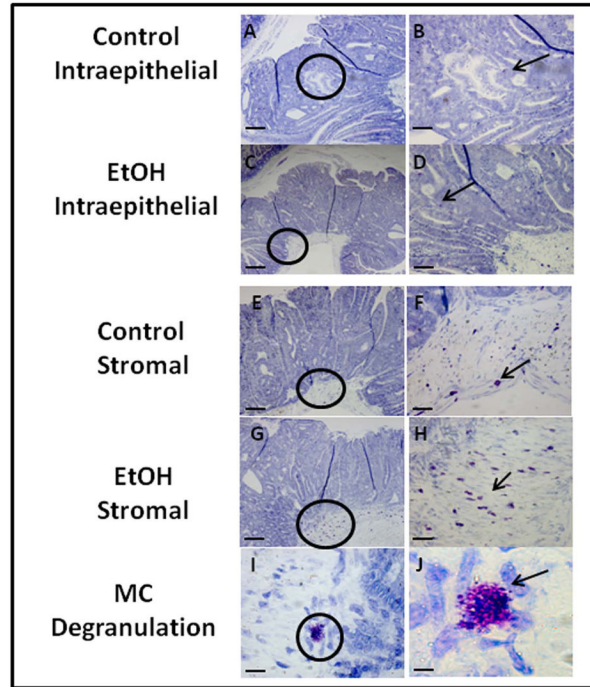 Control
Intraepithelial
A
B
EtOH
Intraepithelial
C
D
Control
Stromal
E
F
EtOH
Stromal
G
H
MC
Degranulation
I
J